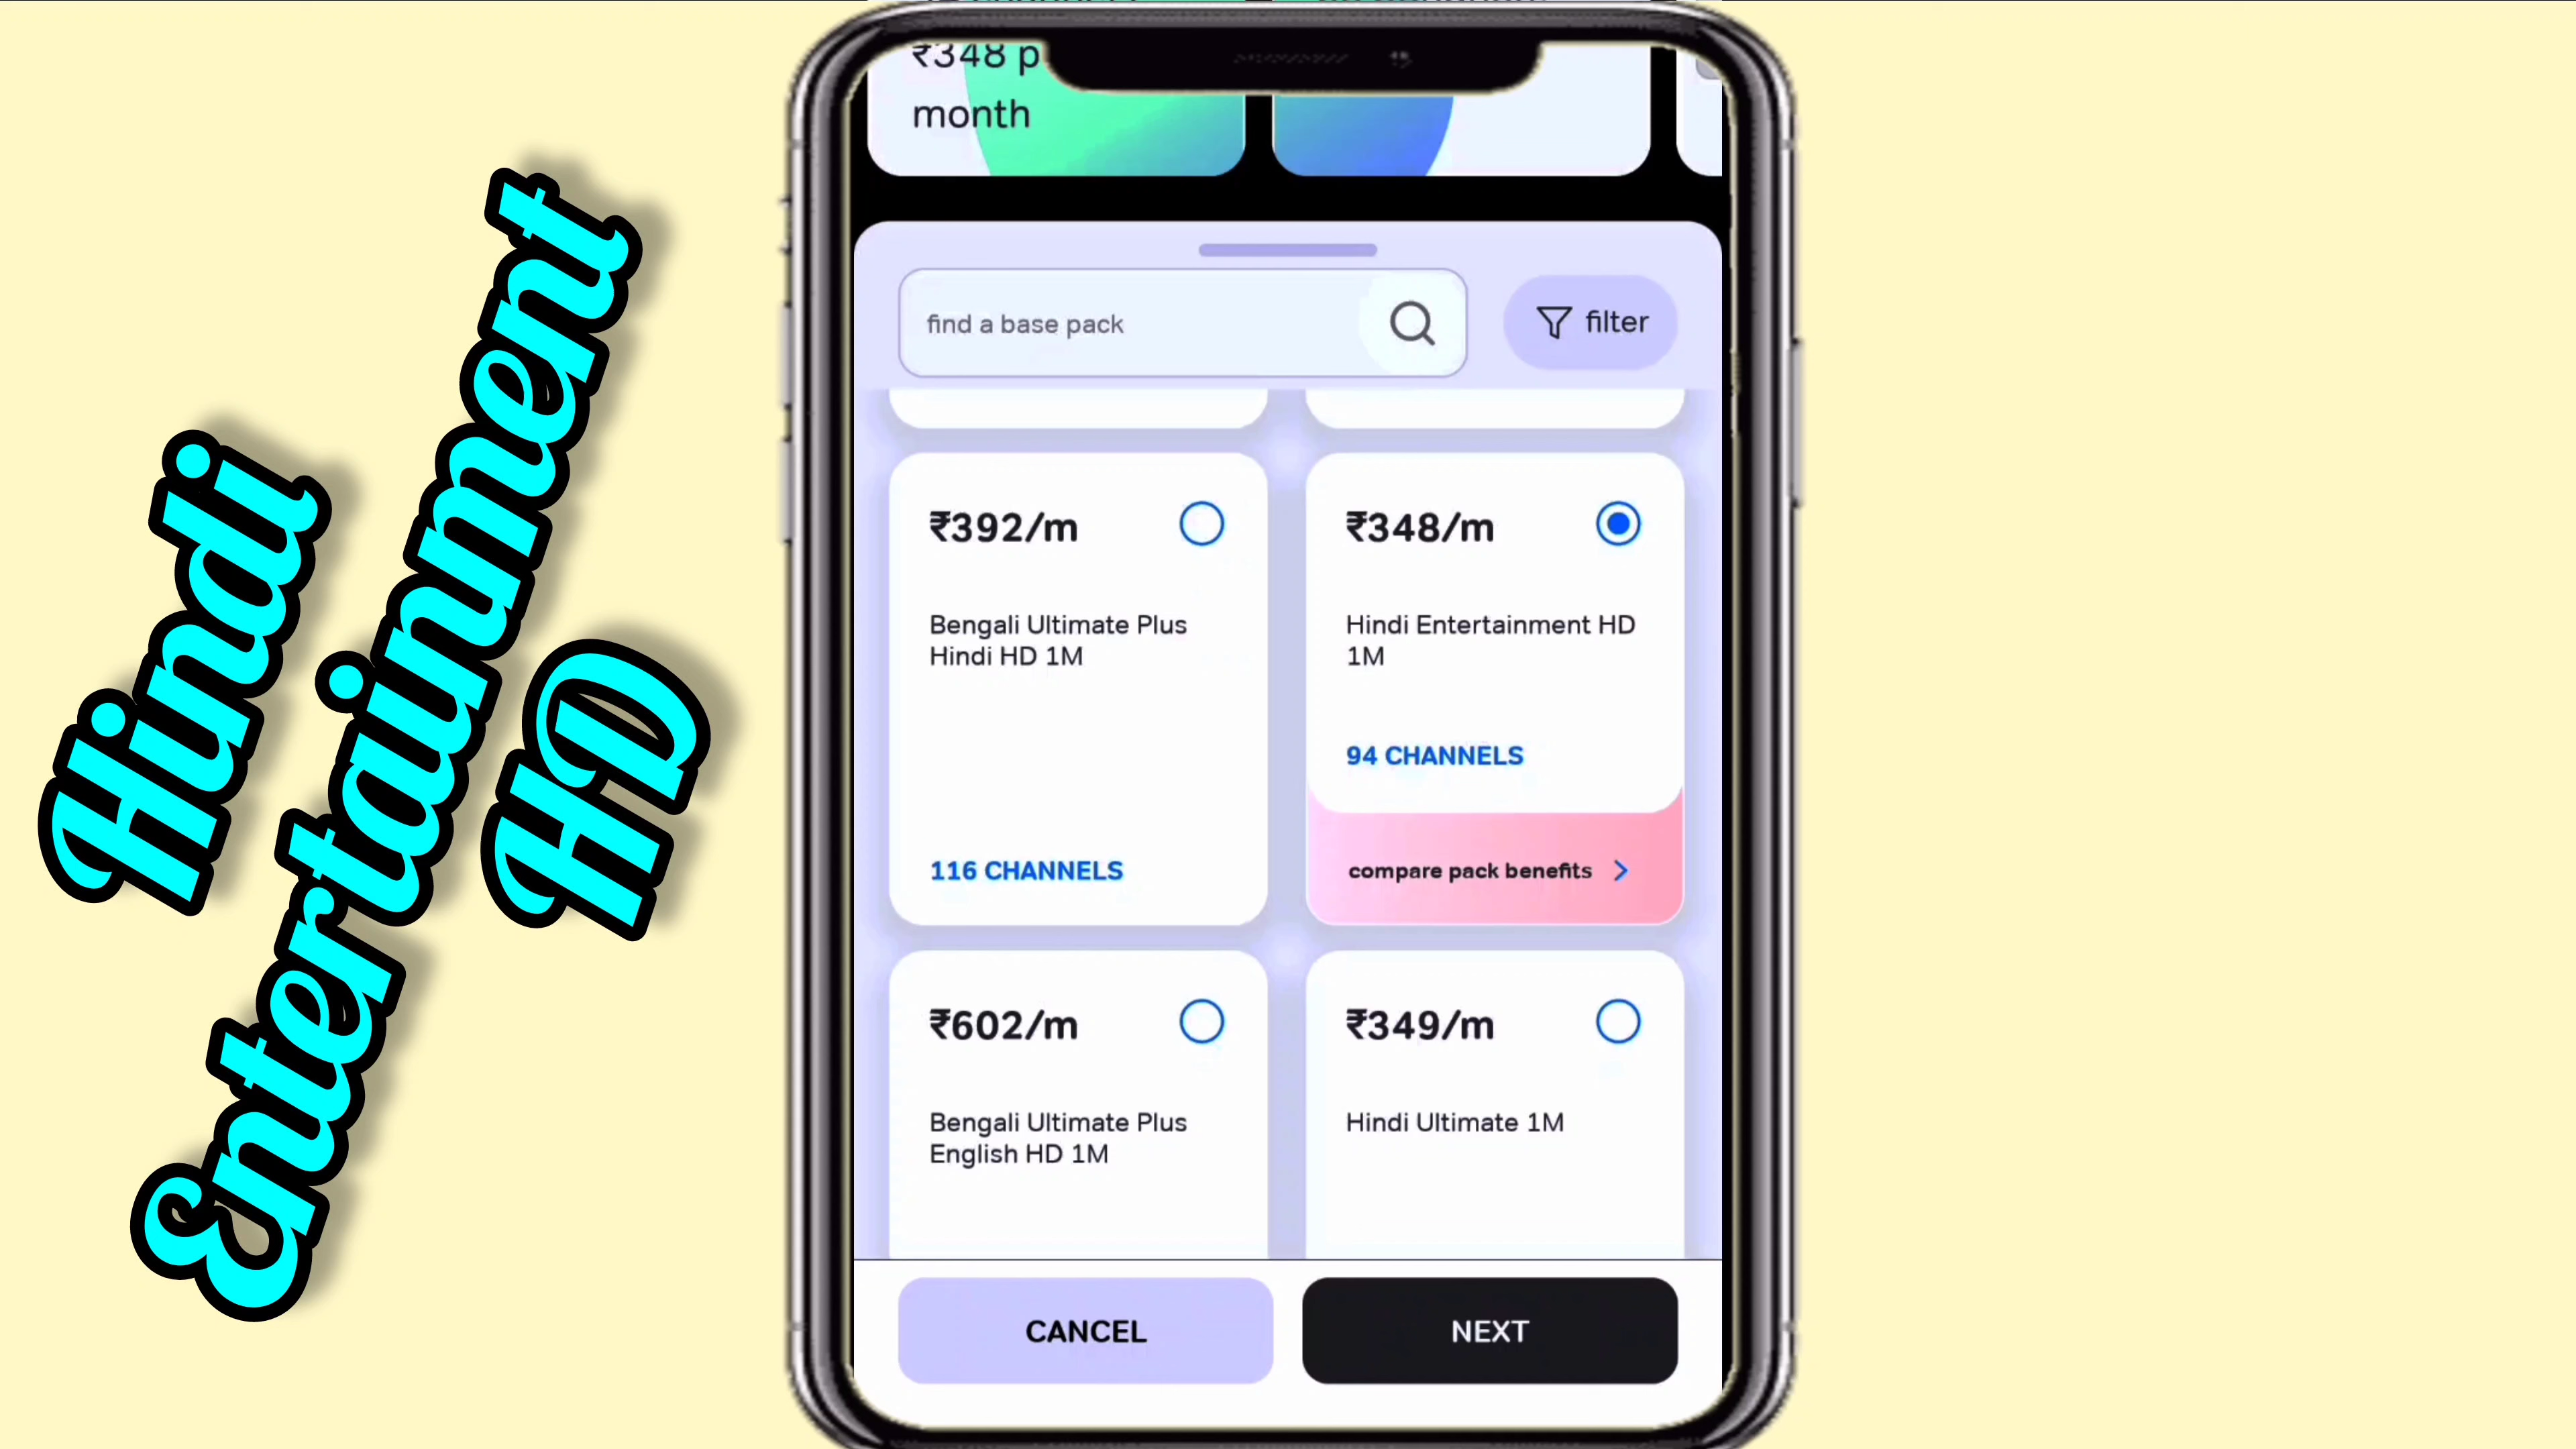 Hindi
Entertainment
HD
₹348 p
month
find a base pack
filter
₹392/m
Bengali Ultimate Plus
Hindi HD 1M
116 CHANNELS
₹348/m
Hindi Entertainment HD
1M
94 CHANNELS
compare pack benefits
₹602/m
Bengali Ultimate Plus
English HD 1M
₹349/m
Hindi Ultimate 1M
CANCEL
NEXT